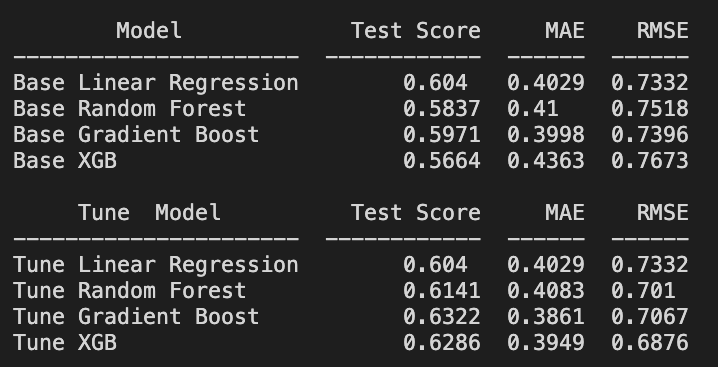 Model Test Score MAE RMSE
---------------------- ------------ ------ ------
Base Linear Regression 0.604 0.4029 0.7332
Base Random Forest 0.5837 0.41 0.7518
Base Gradient Boost 0.5971 0.3998 0.7396
Base XGB 0.5664 0.4363 0.7673
Tune Model Test Score MAE RMSE
---------------------- ------------ ------ ------
Tune Linear Regression 0.604 0.4029 0.7332
Tune Random Forest 0.6141 0.4083 0.701
Tune Gradient Boost 0.6322 0.3861 0.7067
Tune XGB 0.6286 0.3949 0.6876